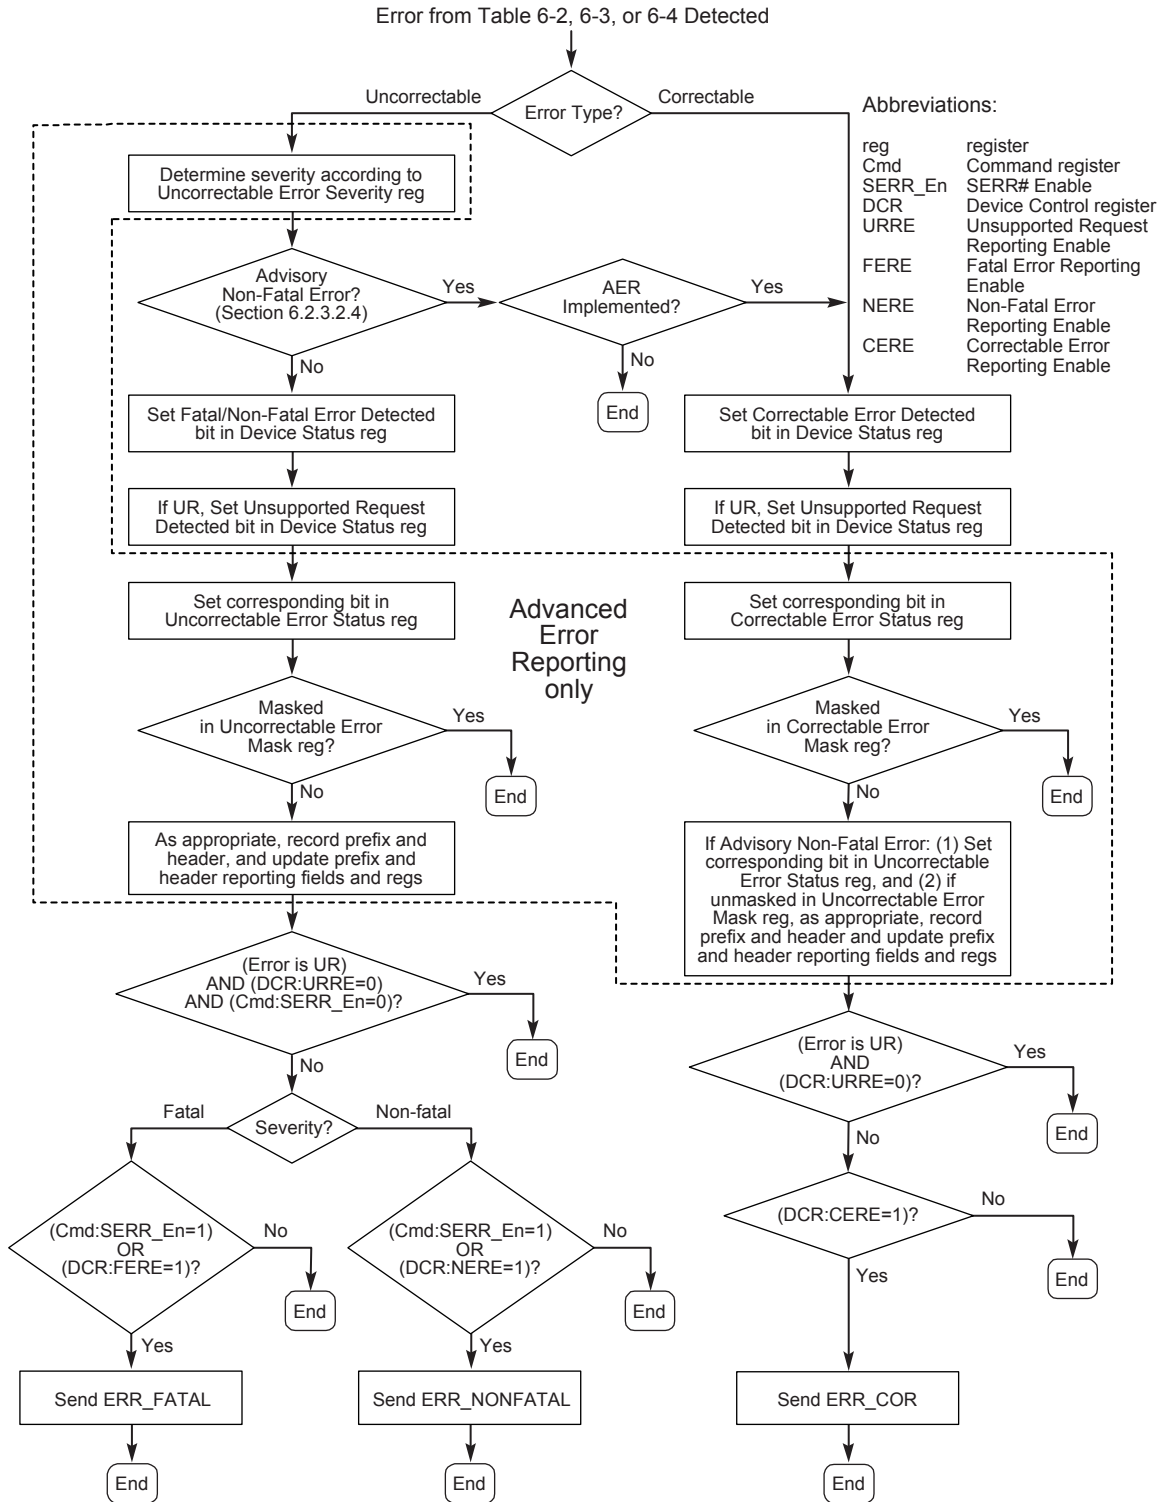 Error from Table 6-2, 6-3, or 6-4 Detected
Uncorrectable
Error Type?
Correctable
Abbreviations:
reg register
Cmd Command register
SERR_En SERR# Enable
DCR Device Control register
URRE Unsupported Request
Reporting Enable
FERE Fatal Error Reporting
Enable
NERE Non-Fatal Error
Reporting Enable
CERE Correctable Error
Reporting Enable
Determine severity according to
Uncorrectable Error Severity reg
Advisory
Non-Fatal Error?
(Section 6.2.3.2.4)
Yes
No
AER
Implemented?
Yes
No
End
Set Fatal/Non-Fatal Error Detected
bit in Device Status reg
Set Correctable Error Detected
bit in Device Status reg
If UR, Set Unsupported Request
Detected bit in Device Status reg
If UR, Set Unsupported Request
Detected bit in Device Status reg
Set corresponding bit in
Uncorrectable Error Status reg
Advanced
Error
Reporting
only
Set corresponding bit in
Correctable Error Status reg
Masked
in Uncorrectable Error
Mask reg?
Yes
End
No
Masked
in Correctable Error
Mask reg?
Yes
End
No
As appropriate, record prefix and
header, and update prefix and
header reporting fields and regs
If Advisory Non-Fatal Error: (1) Set
corresponding bit in Uncorrectable
Error Status reg, and (2) if
unmasked in Uncorrectable Error
Mask reg, as appropriate, record
prefix and header and update prefix
and header reporting fields and regs
(Error is UR)
AND (DCR:URRE=0)
AND (Cmd:SERR_En=0)?
Yes
End
No
(Error is UR)
AND
(DCR:URRE=0)?
Yes
End
No
Fatal
Severity?
Non-fatal
(Cmd:SERR_En=1)
OR
(DCR:FERE=1)?
No
End
Yes
(Cmd:SERR_En=1)
OR
(DCR:NERE=1)?
No
End
Yes
(DCR:CERE=1)?
No
End
Yes
Send ERR_FATAL
Send ERR_NONFATAL
Send ERR_COR
End
End
End